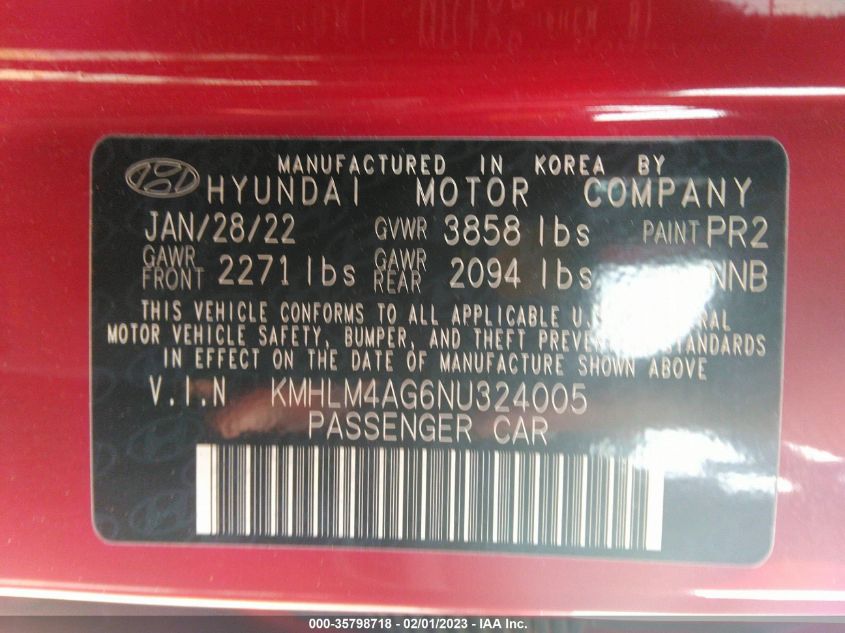 MANUFACTURED IN KOREA BY
HYUNDAI MOTOR COMPANY
JAN/28/22 GVWR 3858 lbs PAINT PR2
GAWR FRONT 2271 lbs GAWR REAR 2094 lbs NNB
THIS VEHICLE CONFORMS TO ALL APPLICABLE
MOTOR VEHICLE SAFETY, BUMPER, AND THEFT STANDARDS
IN EFFECT ON THE DATE OF MANUFACTURE SHOWN ABOVE
V.I.N KMHLM4AG6NU324005
PASSENGER CAR
000-35798718 - 02/01/2023 - IAA Inc.